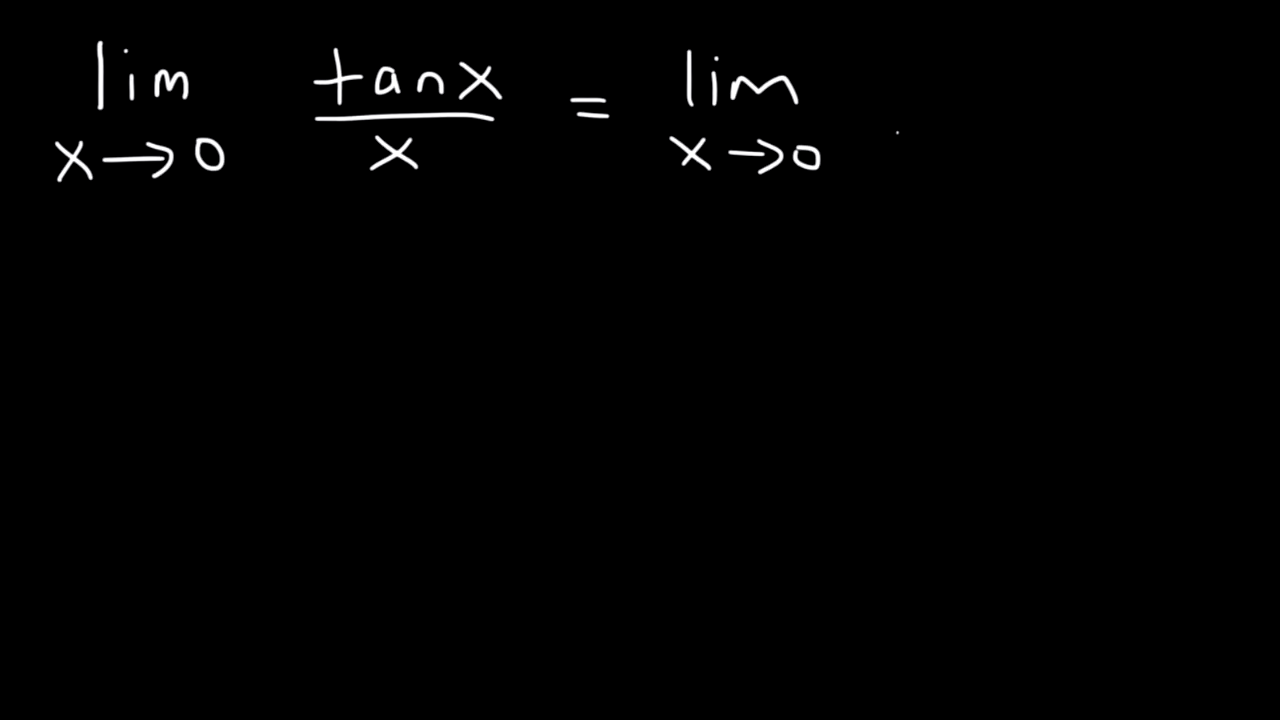 lim tanx = lim
x→0 x x→0